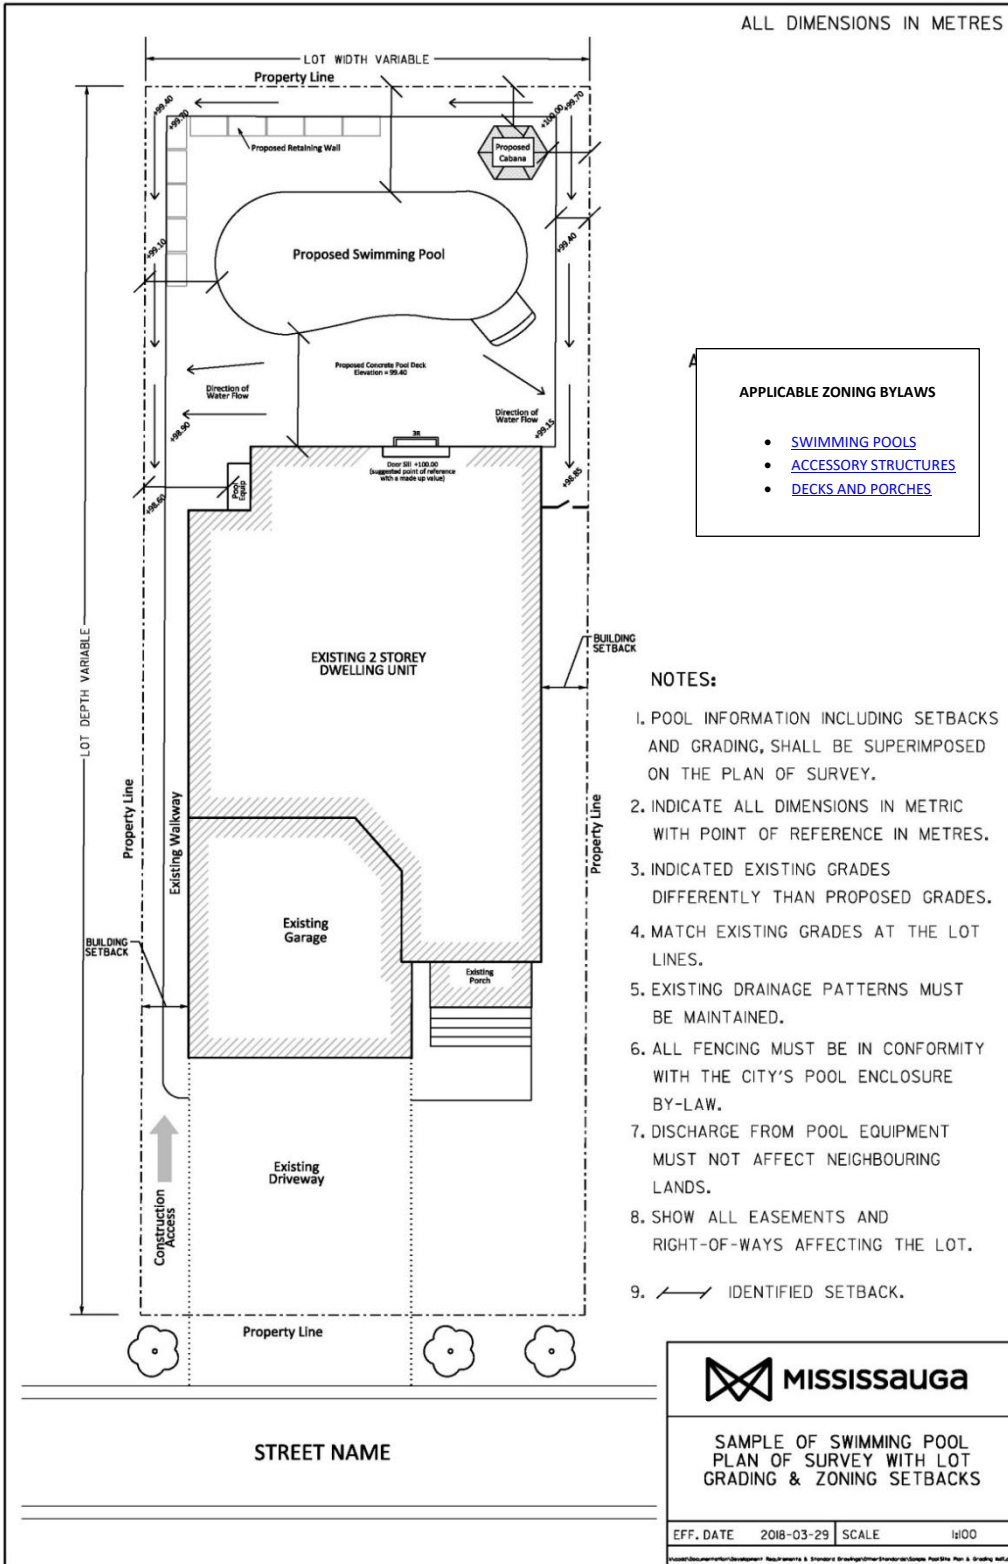 ALL DIMENSIONS IN METRES
LOT WIDTH VARIABLE
Property Line
+99.40
+99.70
+100.00
+99.70
Proposed Retaining Wall
Proposed
Cabana
Proposed Swimming Pool
+99.10
+99.40
Proposed Concrete Pool Deck
Elevation = 99.40
Direction of
Water Flow
Direction of
Water Flow
+98.90
+99.15
3R
Door Sill +100.00
(suggested point of reference
with a made up value)
Pool
Equip
+98.60
+98.85
A
APPLICABLE ZONING BYLAWS
• SWIMMING POOLS
• ACCESSORY STRUCTURES
• DECKS AND PORCHES
LOT DEPTH VARIABLE
EXISTING 2 STOREY
DWELLING UNIT
BUILDING
SETBACK
Property Line
Existing Walkway
Property Line
Existing
Garage
BUILDING
SETBACK
Existing
Porch
Construction
Access
Existing
Driveway
Property Line
STREET NAME
NOTES:
1. POOL INFORMATION INCLUDING SETBACKS
AND GRADING, SHALL BE SUPERIMPOSED
ON THE PLAN OF SURVEY.
2. INDICATE ALL DIMENSIONS IN METRIC
WITH POINT OF REFERENCE IN METRES.
3. INDICATED EXISTING GRADES
DIFFERENTLY THAN PROPOSED GRADES.
4. MATCH EXISTING GRADES AT THE LOT
LINES.
5. EXISTING DRAINAGE PATTERNS MUST
BE MAINTAINED.
6. ALL FENCING MUST BE IN CONFORMITY
WITH THE CITY'S POOL ENCLOSURE
BY-LAW.
7. DISCHARGE FROM POOL EQUIPMENT
MUST NOT AFFECT NEIGHBOURING
LANDS.
8. SHOW ALL EASEMENTS AND
RIGHT-OF-WAYS AFFECTING THE LOT.
9. IDENTIFIED SETBACK.
MISSISSAUGA
SAMPLE OF SWIMMING POOL
PLAN OF SURVEY WITH LOT
GRADING & ZONING SETBACKS
EFF. DATE 2018-03-29 SCALE 1:100